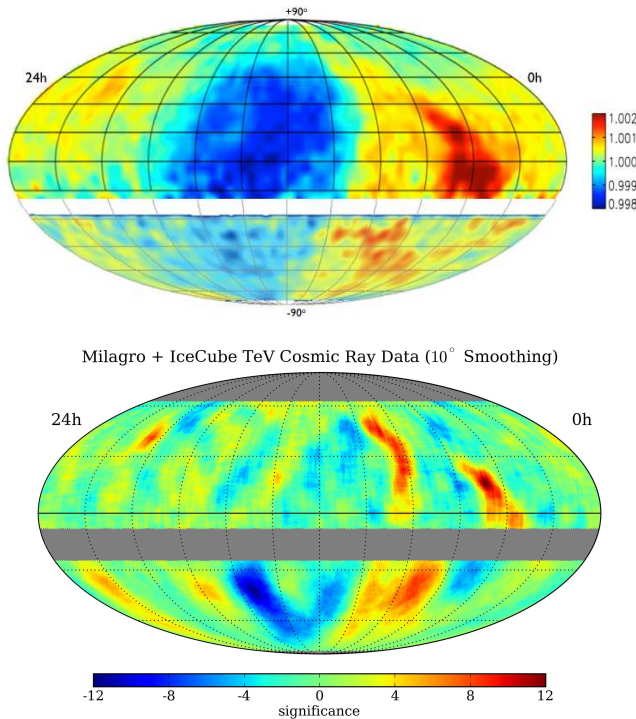 +90°
24h
0h
1.002
1.001
1.000
0.999
0.998
-90°
Milagro + IceCube TeV Cosmic Ray Data (10° Smoothing)
24h
0h
-12 -8 -4 0 4 8 12
significance